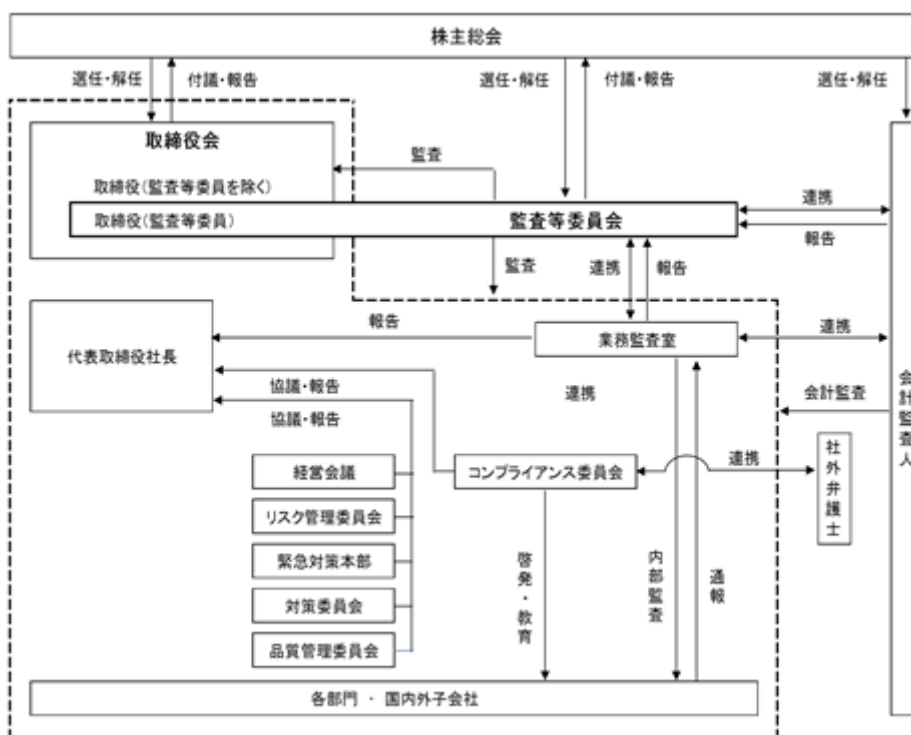 株主総会
選任・解任
付議・報告
選任・解任
付議・報告
選任・解任
取締役会
監査
取締役(監査等委員を除く)
取締役(監査等委員)
監査等委員会
連携
報告
監査
連携
報告
代表取締役社長
報告
業務監査室
連携
協議・報告
協議・報告
連携
会計監査
会計監査人
経営会議
コンプライアンス委員会
連携
社外弁護士
リスク管理委員会
緊急対策本部
対策委員会
品質管理委員会
啓発・教育
内部監査
通報
各部門 ・ 国内外子会社